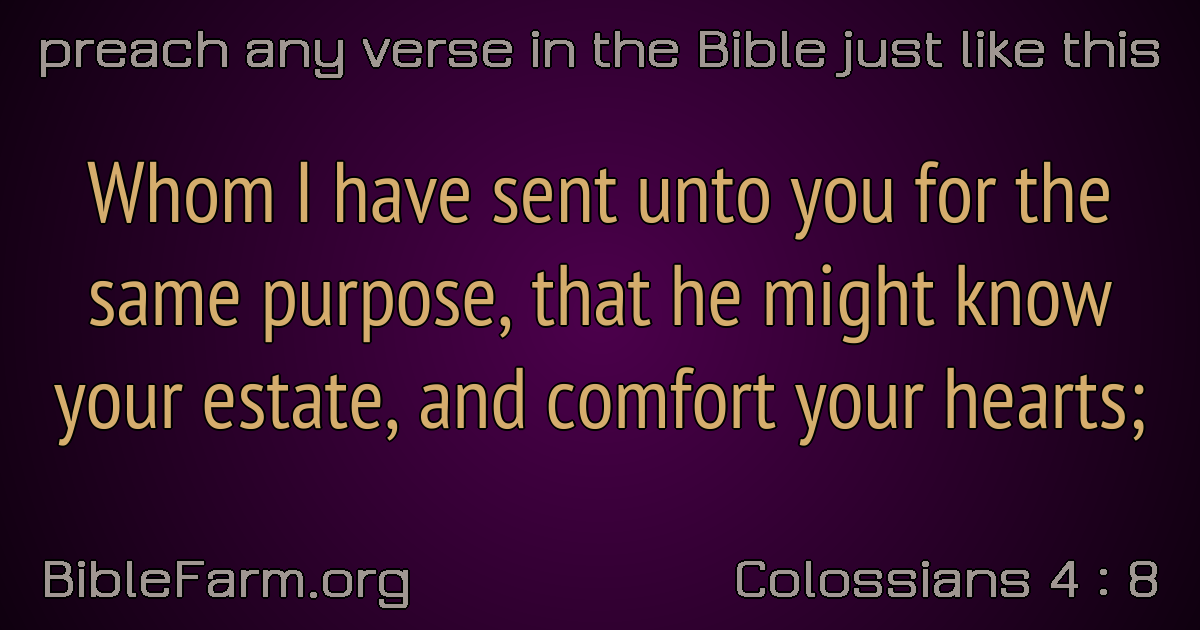 preach any verse in the Bible just like this
Whom I have sent unto you for the
same purpose, that he might know
your estate, and comfort your hearts;
BibleFarm.org
Colossians 4 : 8